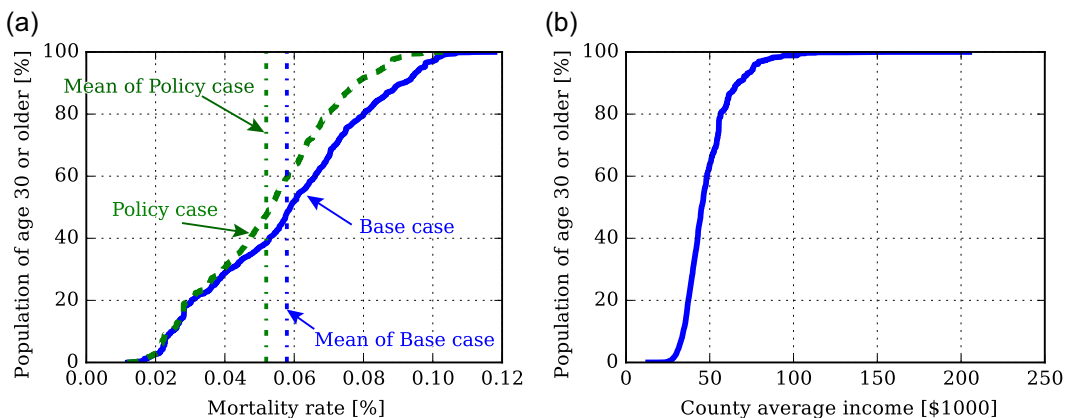 (a)
Population of age 30 or older [%]
100
80
60
40
20
0
0.00 0.02 0.04 0.06 0.08 0.10 0.12
Mortality rate [%]
Mean of Policy case
Policy case
Base case
Mean of Base case
(b)
Population of age 30 or older [%]
100
80
60
40
20
0
0 50 100 150 200 250
County average income [$1000]